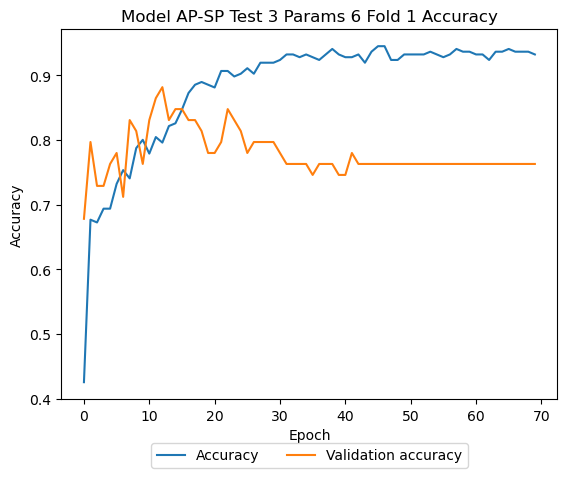 Model AP-SP Test 3 Params 6 Fold 1 Accuracy
0.9
0.8
0.7
0.6
0.5
0.4
Accuracy
0 10 20 30 40 50 60 70
Epoch
Accuracy Validation accuracy